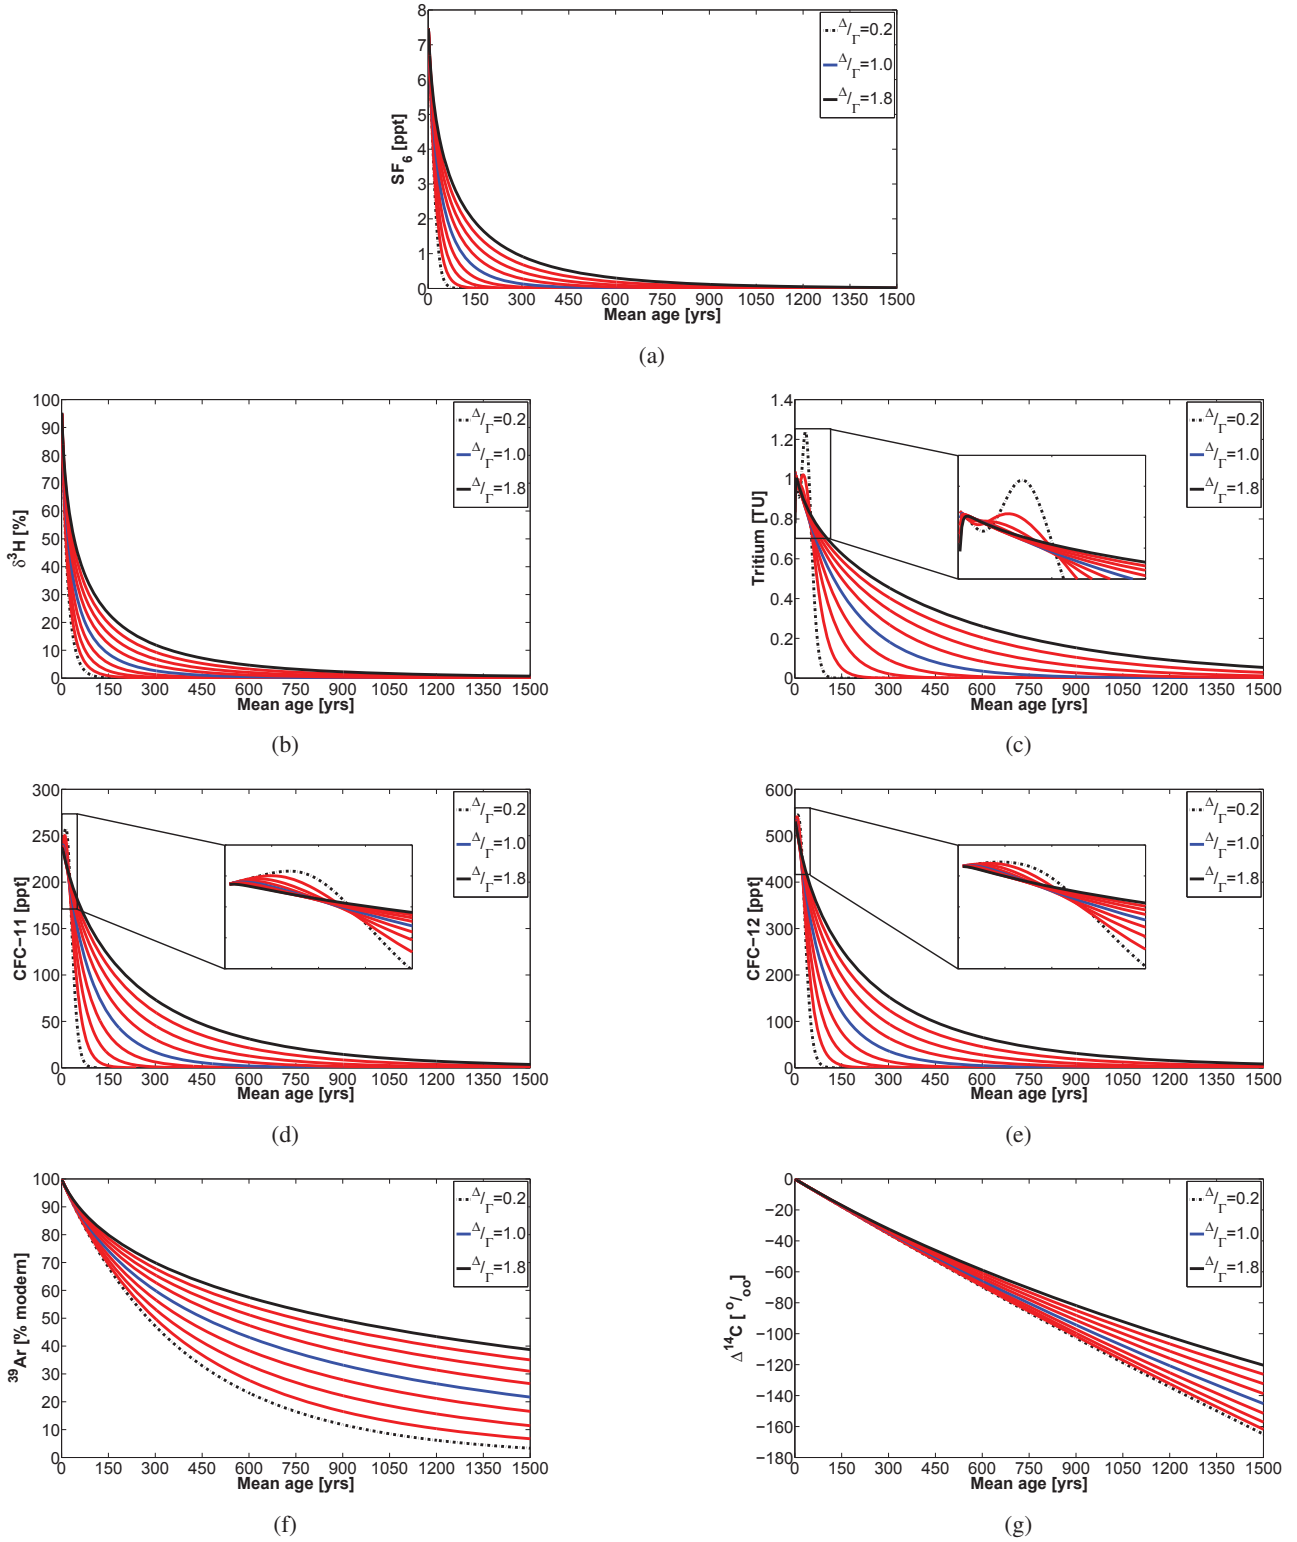 8
7
6
5
4
3
2
1
0
SF6 [ppt]
0 150 300 450 600 750 900 1050 1200 1350 1500
Mean age [yrs]
Δ/Γ=0.2
Δ/Γ=1.0
Δ/Γ=1.8
(a)
100
90
80
70
60
50
40
30
20
10
0
δ3H [%]
0 150 300 450 600 750 900 1050 1200 1350 1500
Mean age [yrs]
Δ/Γ=0.2
Δ/Γ=1.0
Δ/Γ=1.8
(b)
1.4
1.2
1
0.8
0.6
0.4
0.2
0
Tritium [TU]
0 150 300 450 600 750 900 1050 1200 1350 1500
Mean age [yrs]
Δ/Γ=0.2
Δ/Γ=1.0
Δ/Γ=1.8
(c)
300
250
200
150
100
50
0
CFC−11 [ppt]
0 150 300 450 600 750 900 1050 1200 1350 1500
Mean age [yrs]
Δ/Γ=0.2
Δ/Γ=1.0
Δ/Γ=1.8
(d)
600
500
400
300
200
100
0
CFC−12 [ppt]
0 150 300 450 600 750 900 1050 1200 1350 1500
Mean age [yrs]
Δ/Γ=0.2
Δ/Γ=1.0
Δ/Γ=1.8
(e)
100
90
80
70
60
50
40
30
20
10
0
39Ar [% modern]
0 150 300 450 600 750 900 1050 1200 1350 1500
Mean age [yrs]
Δ/Γ=0.2
Δ/Γ=1.0
Δ/Γ=1.8
(f)
0
−20
−40
−60
−80
−100
−120
−140
−160
−180
Δ14C [ o/oo]
0 150 300 450 600 750 900 1050 1200 1350 1500
Mean age [yrs]
Δ/Γ=0.2
Δ/Γ=1.0
Δ/Γ=1.8
(g)